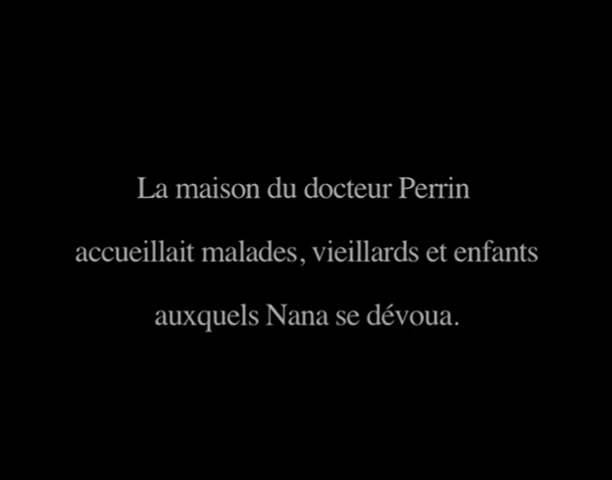 La maison du docteur Perrin
accueillait malades, vieillards et enfants
auxquels Nana se dévoua.